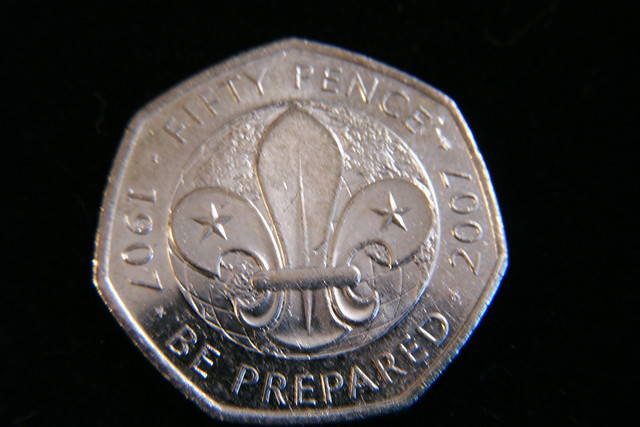 FIFTY PENCE
1907
2007
BE PREPARED